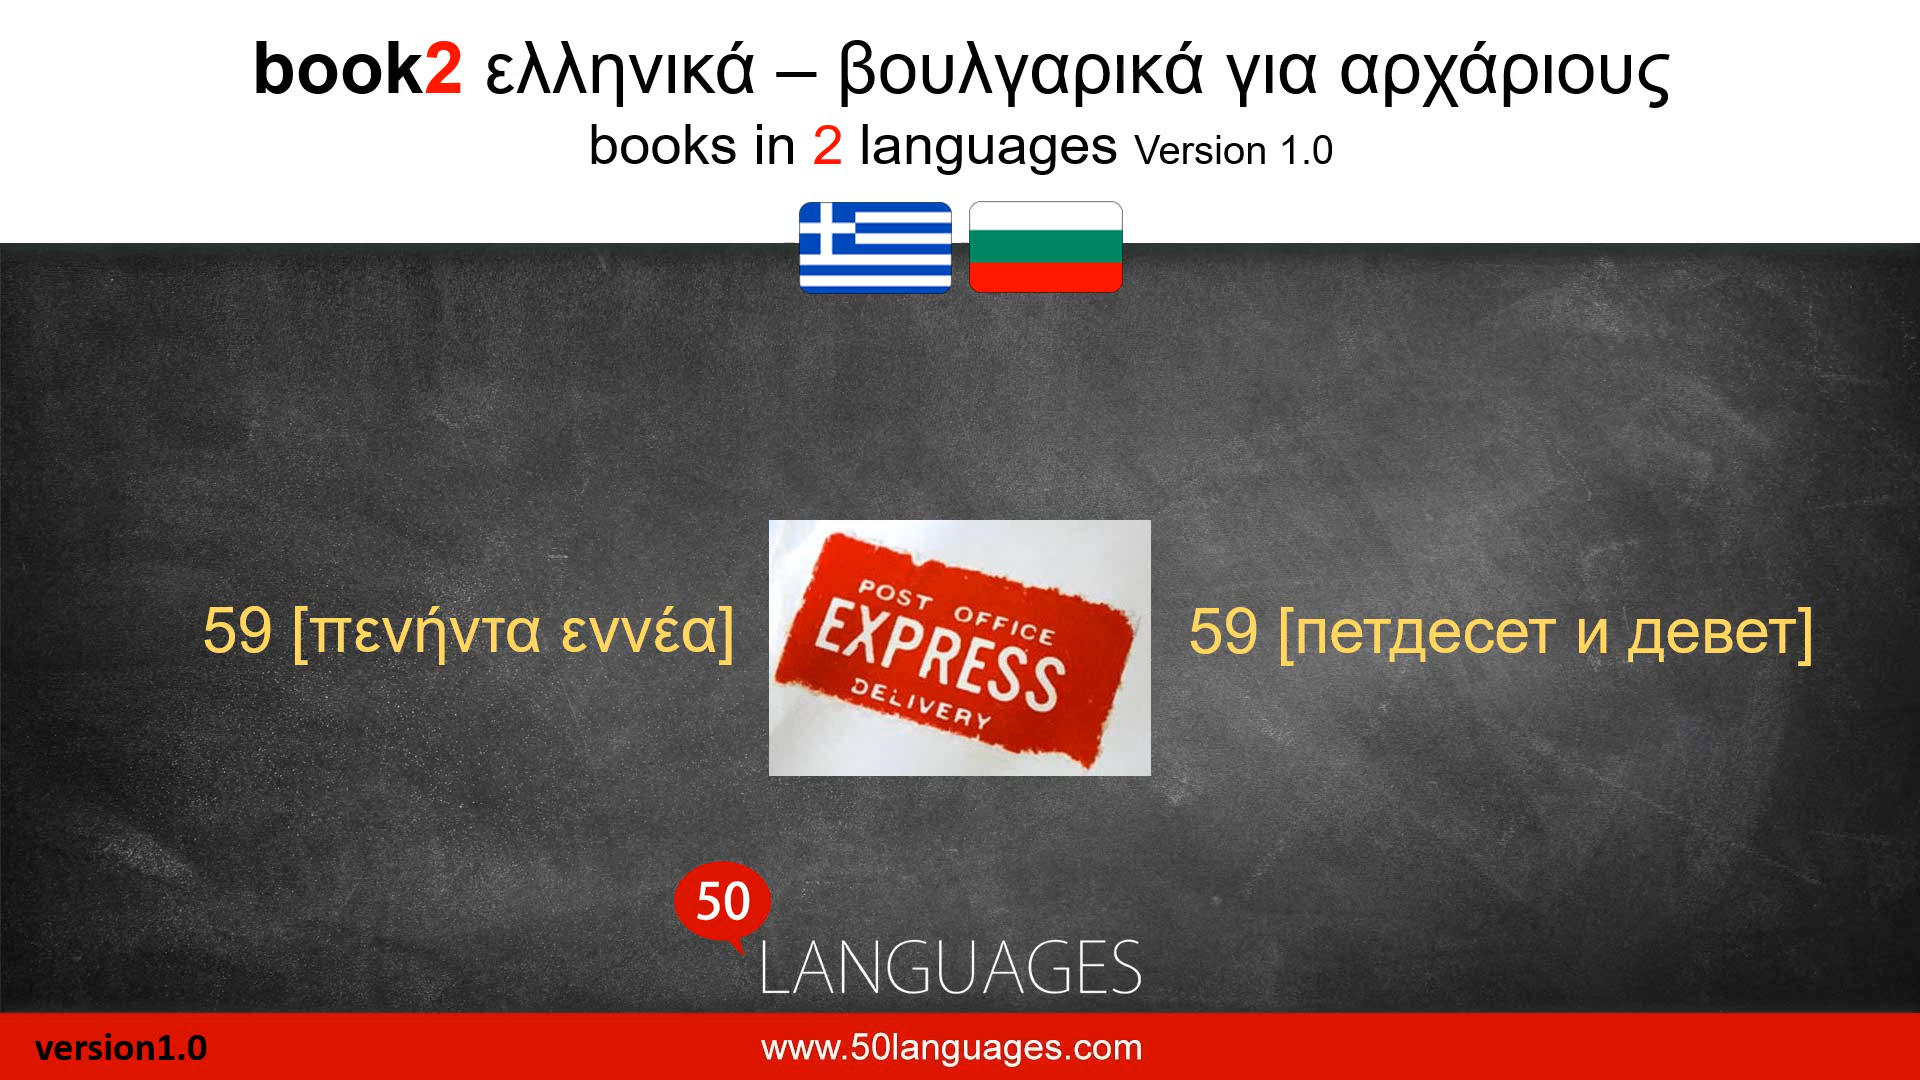 book2 ελληνικά – βουλγαρικά για αρχάριους
books in 2 languages Version 1.0
59 [πενήντα εννέα]
POST OFFICE
EXPRESS
DELIVERY
59 [петдесет и девет]
50
LANGUAGES
version1.0
www.50languages.com